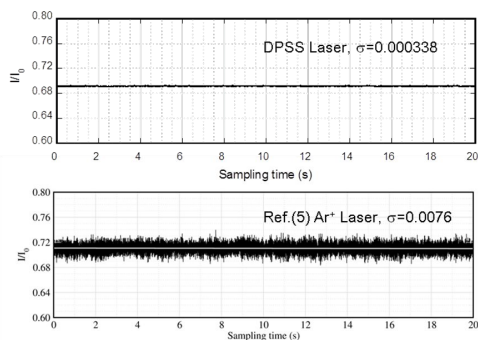 0.80
DPSS Laser, σ=0.000338
0.76
0.72
I/I0
0.68
0.64
0.60
0 2 4 6 8 10 12 14 16 18 20
Sampling time (s)
0.80
Ref.(5) Ar+ Laser, σ=0.0076
0.76
0.72
I/I0
0.68
0.64
0.60
0 2 4 6 8 10 12 14 16 18 20
Sampling time (s)